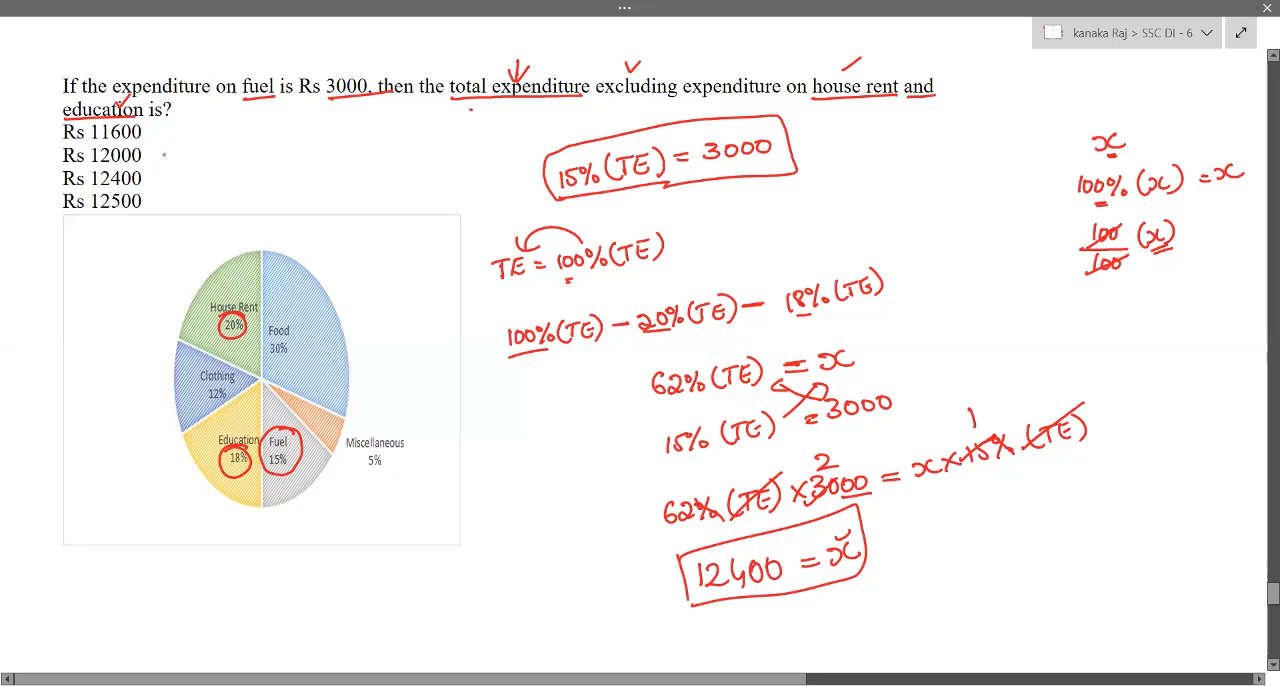 kanaka Raj > SSC DI - 6
If the expenditure on fuel is Rs 3000, then the total expenditure excluding expenditure on house rent and
education is?
Rs 11600
Rs 12000
Rs 12400
Rs 12500
15% (TE) = 3000
x
100% (x) = x
100/100 (x)
TE = 100% (TE)
100% (TE) - 20% (TE) - 18% (TE)
62% (TE) = x
15% (TE) = 3000
2
1
62% (TE) x 3000 = x x 15% (TE)
12400 = x
House Rent
20%
Food
30%
Clothing
12%
Education
18%
Fuel
15%
Miscellaneous
5%